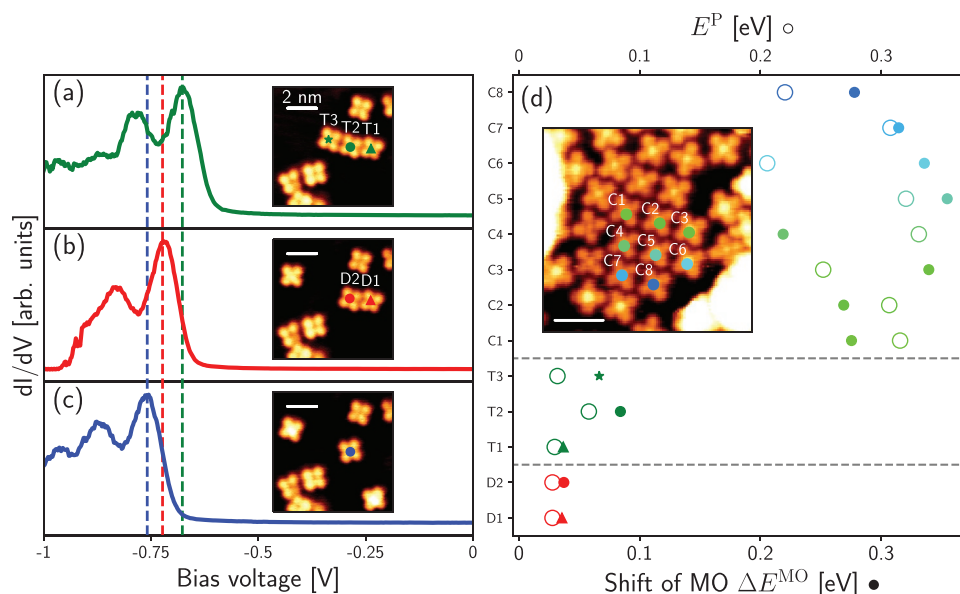 (a)
2 nm
T3
T2 T1
(b)
D2 D1
(c)
dI/dV [arb. units]
-1
-0.75
-0.5
-0.25
0
Bias voltage [V]
E^P [eV] ○
0
0.1
0.2
0.3
(d)
C8
C7
C6
C5
C4
C3
C2
C1
T3
T2
T1
D2
D1
C1
C2
C3
C4
C5
C6
C7
C8
0
0.1
0.2
0.3
Shift of MO ΔE^MO [eV] ●